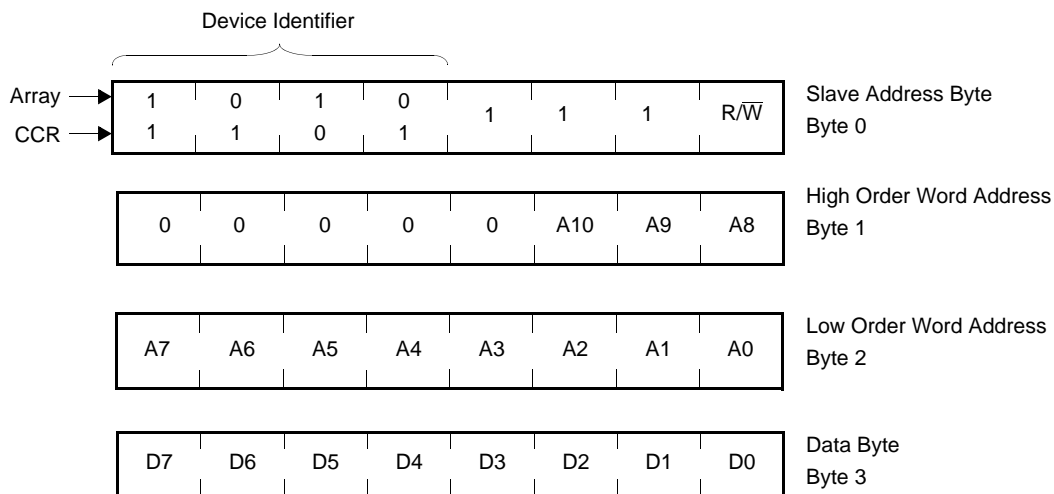 Device Identifier
Array 1 0 1 0 1 1 1 R/W̅ Slave Address Byte
CCR 1 1 0 1 Byte 0
High Order Word Address
0 0 0 0 0 A10 A9 A8 Byte 1
Low Order Word Address
A7 A6 A5 A4 A3 A2 A1 A0 Byte 2
Data Byte
D7 D6 D5 D4 D3 D2 D1 D0 Byte 3